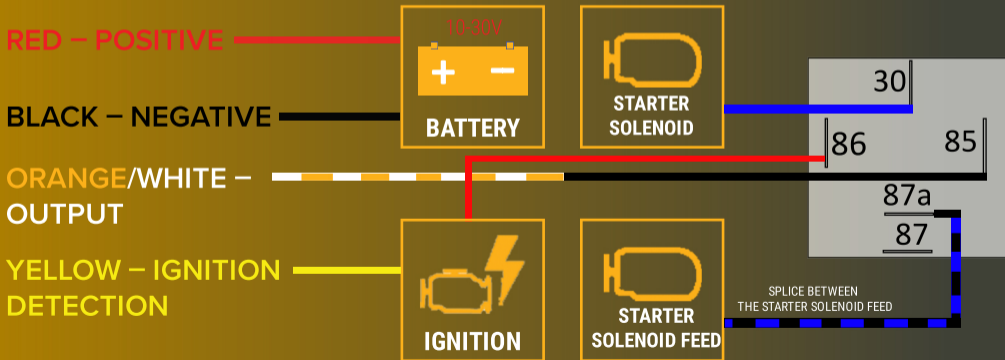 RED – POSITIVE
10-30V
BATTERY
STARTER
SOLENOID
30
BLACK – NEGATIVE
86
85
ORANGE/WHITE –
OUTPUT
87a
87
YELLOW – IGNITION
DETECTION
IGNITION
STARTER
SOLENOID FEED
SPLICE BETWEEN
THE STARTER SOLENOID FEED